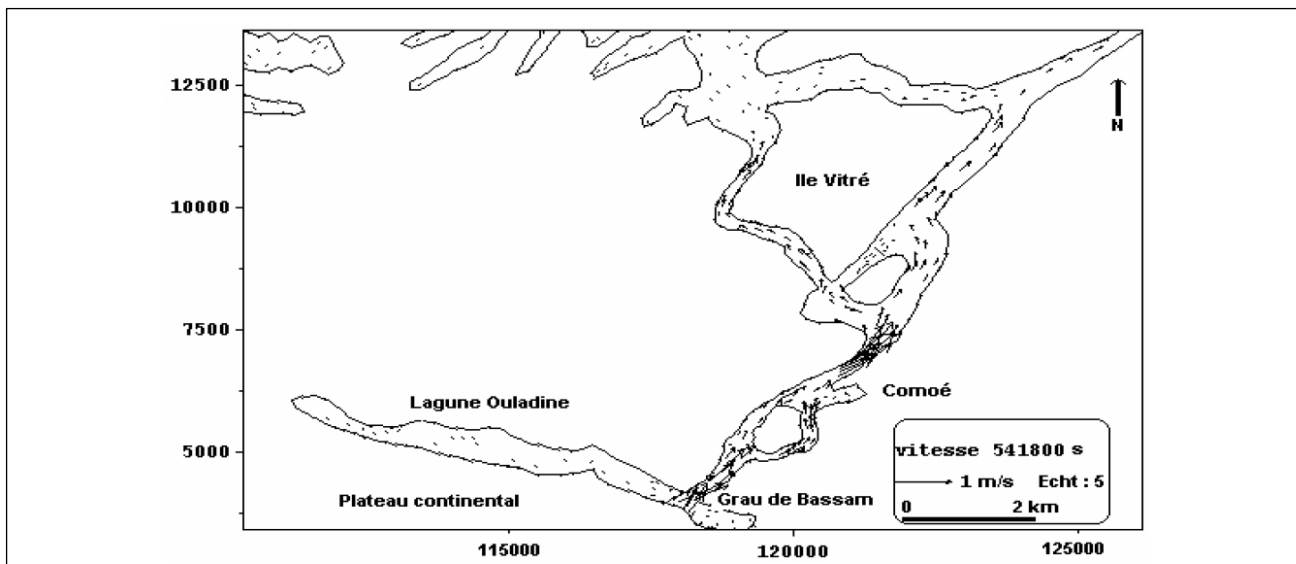 12500
N
Ile Vitré
10000
7500
Comoé
Lagune Ouladine
vitesse 541800 s
5000
1 m/s Echt : 5
Plateau continental
Grau de Bassam
0 2 km
115000
120000
125000